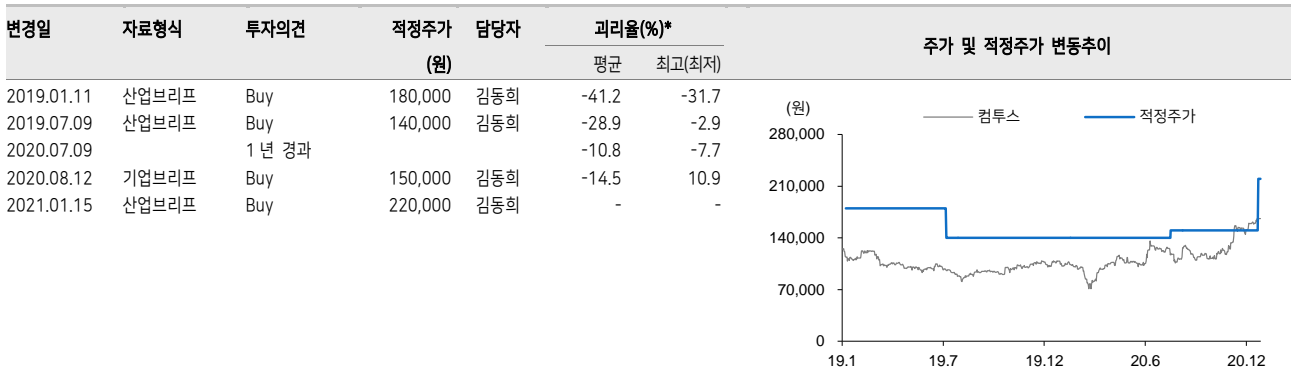 변경일 자료형식 투자의견 적정주가 담당자 괴리율(%)* 주가 및 적정주가 변동추이
(원) 평균 최고(최저)
2019.01.11 산업브리프 Buy 180,000 김동희 -41.2 -31.7
2019.07.09 산업브리프 Buy 140,000 김동희 -28.9 -2.9
2020.07.09 1년 경과 -10.8 -7.7
2020.08.12 기업브리프 Buy 150,000 김동희 -14.5 10.9
2021.01.15 산업브리프 Buy 220,000 김동희 - -
(원) 컴투스 적정주가
280,000
210,000
140,000
70,000
0
19.1 19.7 19.12 20.6 20.12